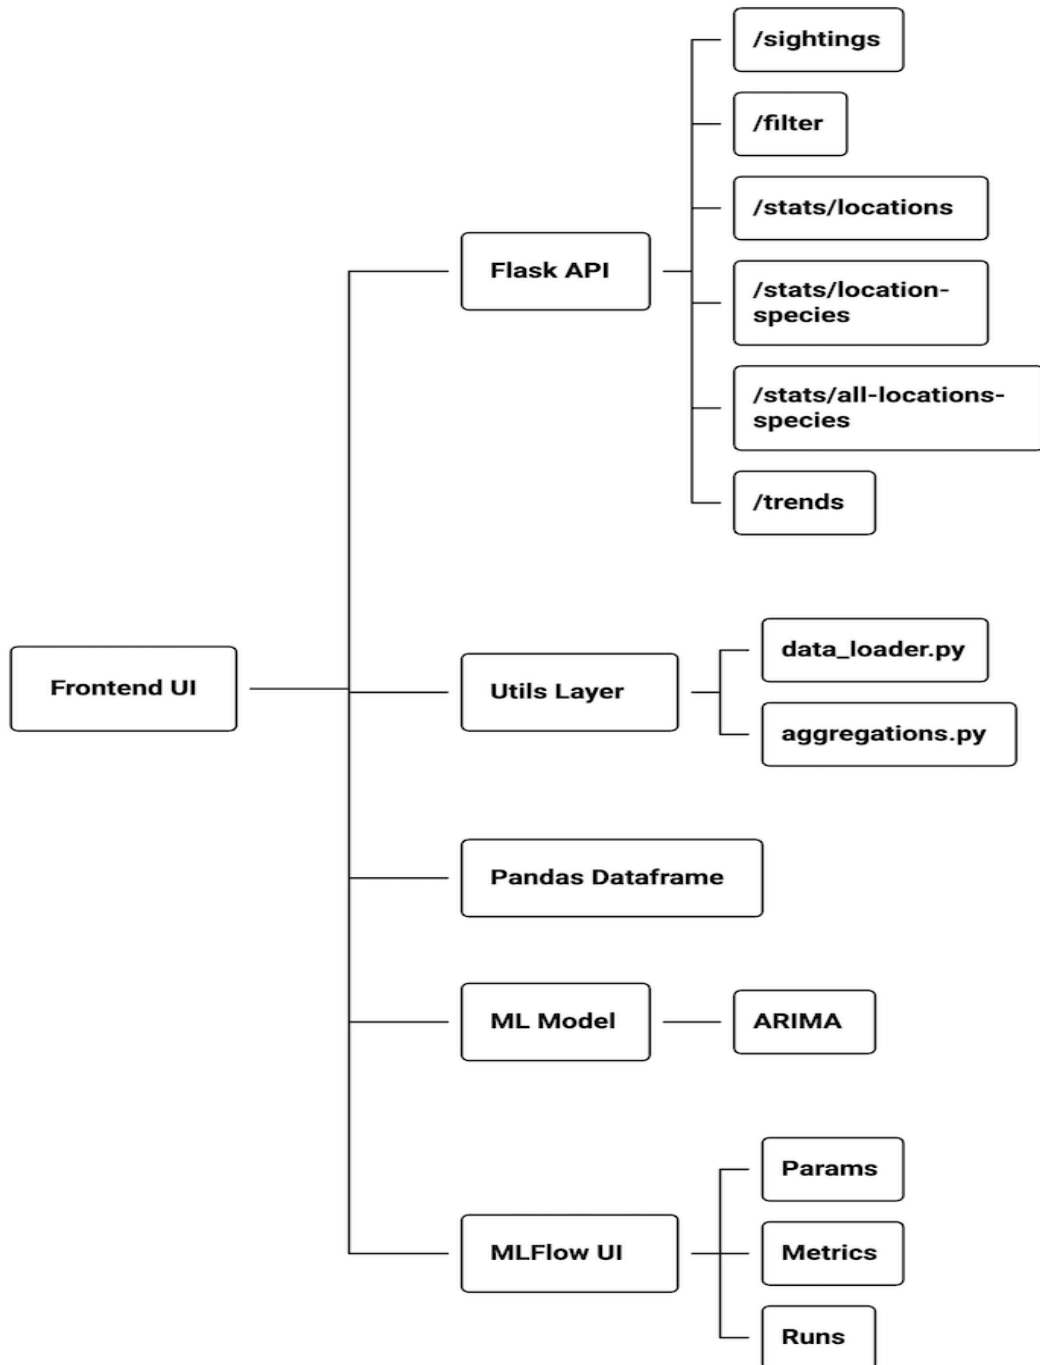 /sightings
/filter
/stats/locations
Flask API
/stats/location-
species
/stats/all-locations-
species
/trends
Frontend UI
Utils Layer
data_loader.py
aggregations.py
Pandas Dataframe
ML Model
ARIMA
MLFlow UI
Params
Metrics
Runs